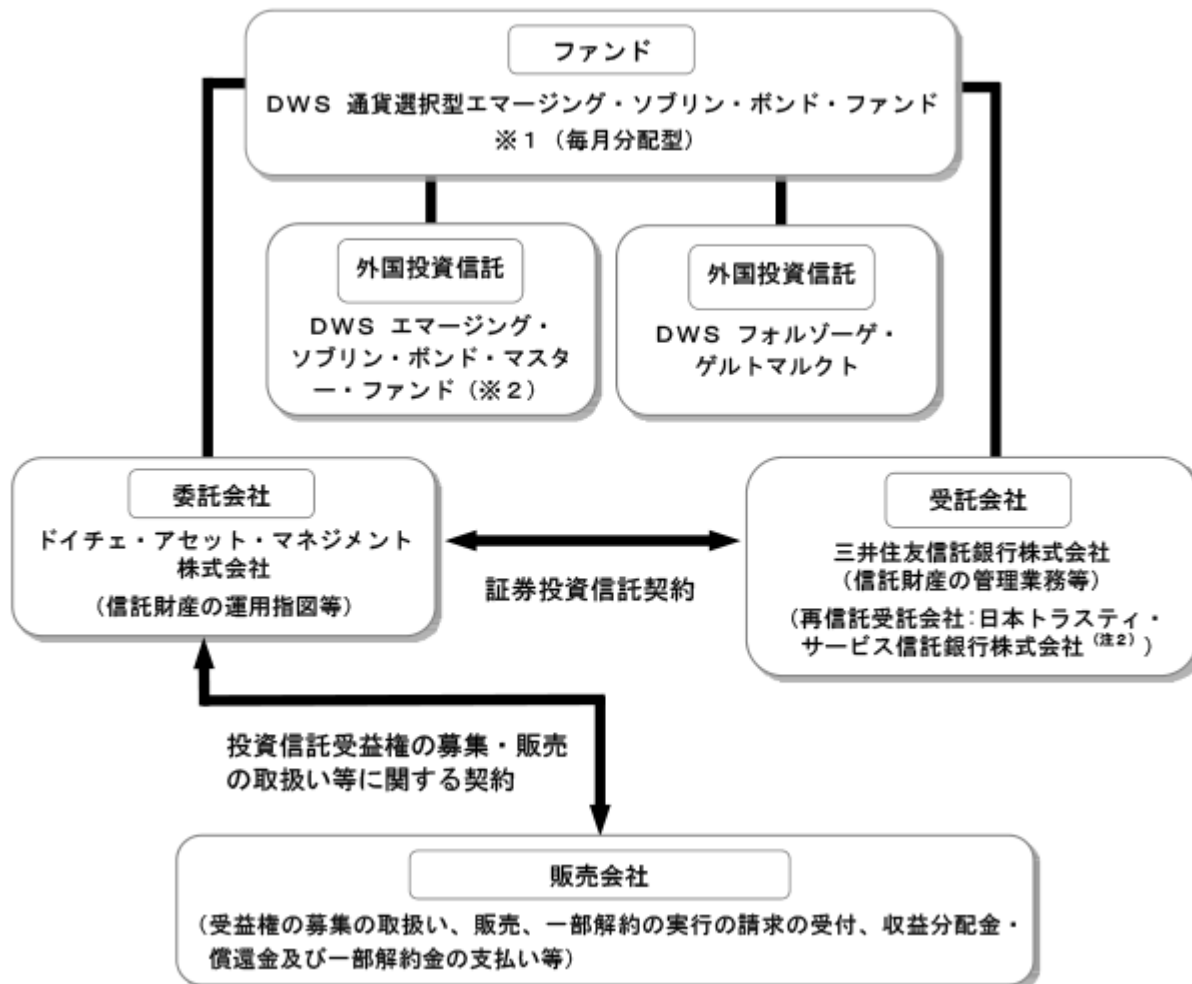 ファンド
DWS 通貨選択型エマージング・ソブリン・ボンド・ファンド
※1（毎月分配型）
外国投資信託
DWS エマージング・
ソブリン・ボンド・マスタ
ー・ファンド（※2）
外国投資信託
DWS フォルゾーゲ・
ゲルトマルクト
委託会社
ドイチェ・アセット・マネジメント
株式会社
（信託財産の運用指図等）
証券投資信託契約
受託会社
三井住友信託銀行株式会社
（信託財産の管理業務等）
（再信託受託会社：日本トラスティ・
サービス信託銀行株式会社（注2））
投資信託受益権の募集・販売
の取扱い等に関する契約
販売会社
（受益権の募集の取扱い、販売、一部解約の実行の請求の受付、収益分配金・
償還金及び一部解約金の支払い等）